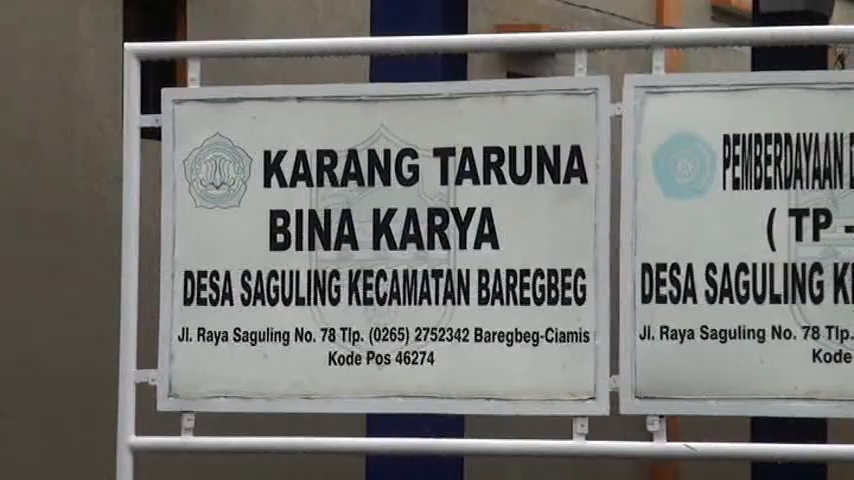 KARANG TARUNA
BINA KARYA
DESA SAGULING KECAMATAN BAREGBEG
Jl. Raya Saguling No. 78 Tlp. (0265) 2752342 Baregbeg-Ciamis
Kode Pos 46274
PEMBERDAYAAN
( TP -
DESA SAGULING
Jl. Raya Saguling No. 78 Tlp.
Kode